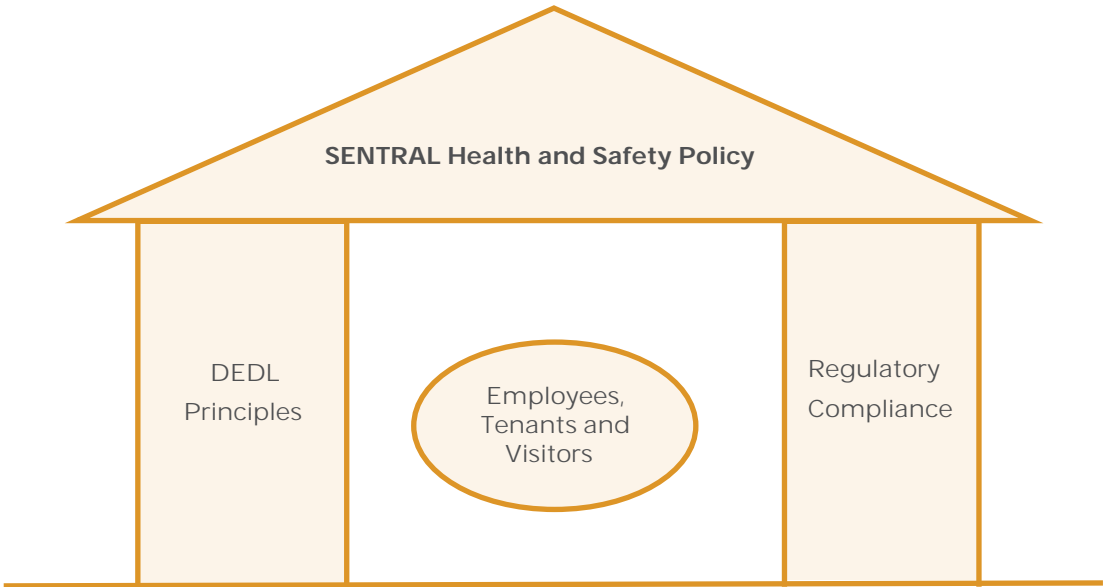 SENTRAL Health and Safety Policy
DEDL
Principles
Employees,
Tenants and
Visitors
Regulatory
Compliance